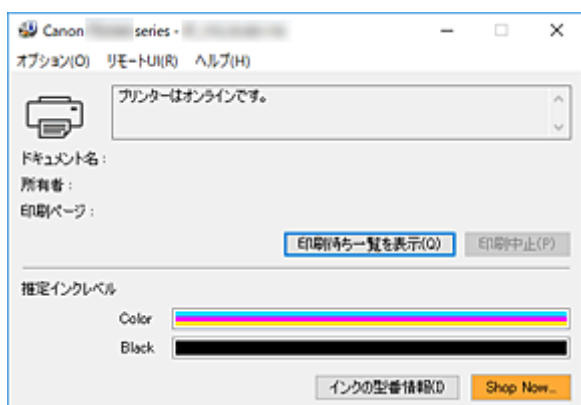 Canon series -
オプション(O) リモートUI(R) ヘルプ(H)
プリンターはオンラインです。
ドキュメント名:
所有者:
印刷ページ:
印刷待ち一覧を表示(Q) 印刷中止(P)
推定インクレベル
Color
Black
インクの型番情報(I Shop Now...